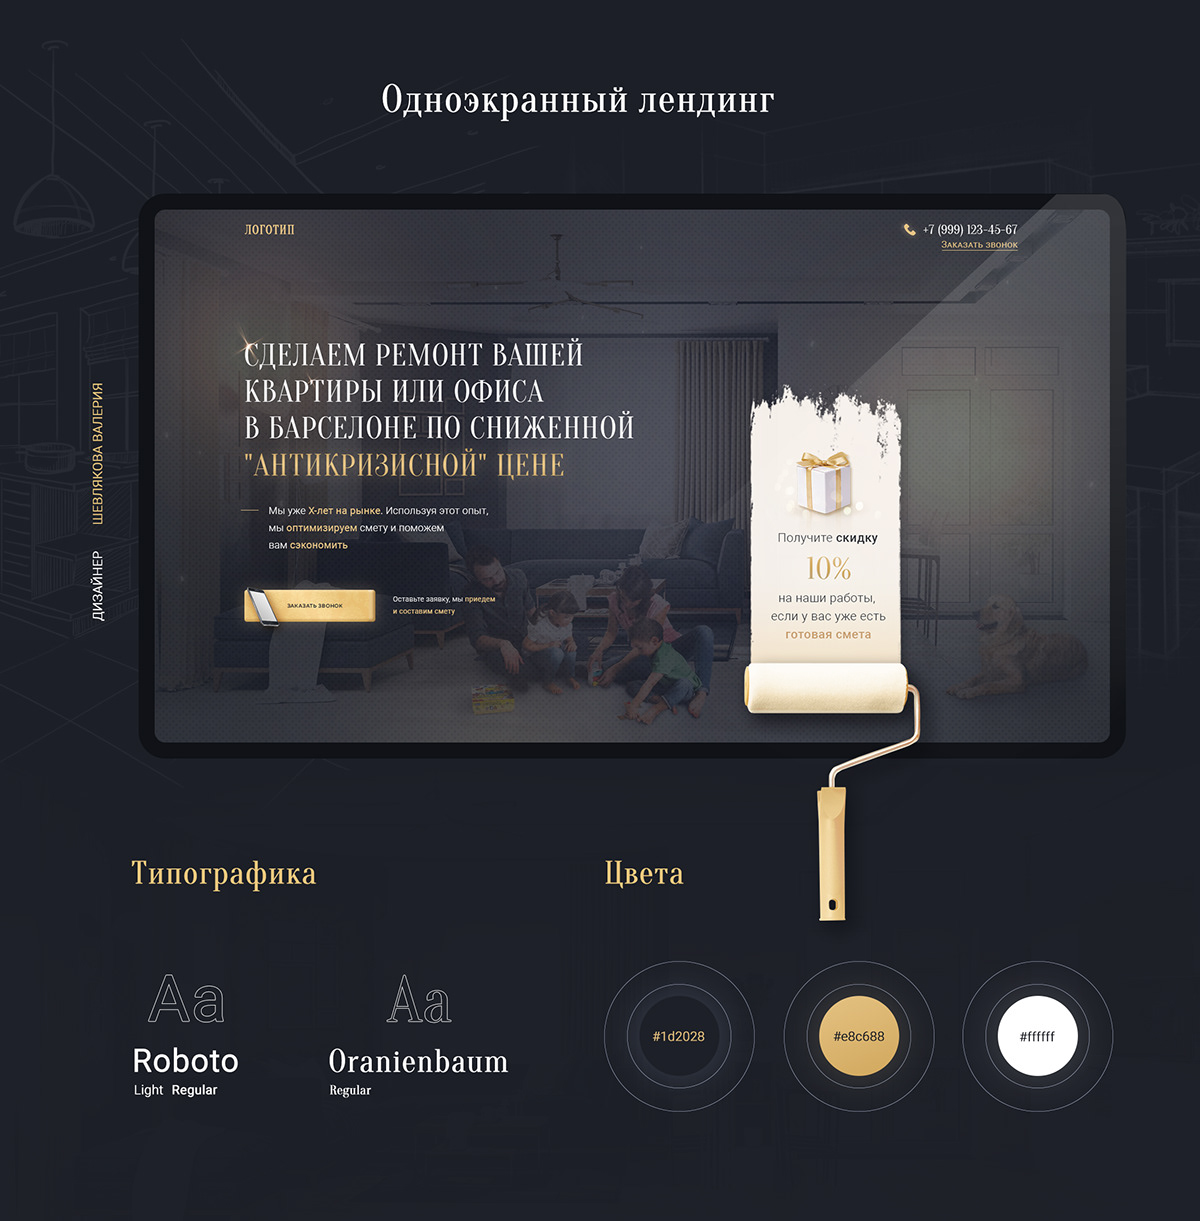 Одноэкранный лендинг
ЛОГОТИП
+7 (999) 123-45-67
Заказать звонок
СДЕЛАЕМ РЕМОНТ ВАШЕЙ
КВАРТИРЫ ИЛИ ОФИСА
В БАРСЕЛОНЕ ПО СНИЖЕННОЙ
"АНТИКРИЗИСНОЙ" ЦЕНЕ
Мы уже X-лет на рынке. Используя этот опыт,
мы оптимизируем смету и поможем
вам сэкономить
ЗАКАЗАТЬ ЗВОНОК
Оставьте заявку, мы приедем
и составим смету
Получите скидку
10%
на наши работы,
если у вас уже есть
готовая смета
ДИЗАЙНЕР ШЕВЛЯКОВА ВАЛЕРИЯ
Типографика
Цвета
Aa
Aa
Roboto
Light Regular
Oranienbaum
Regular
#1d2028
#e8c688
#ffffff